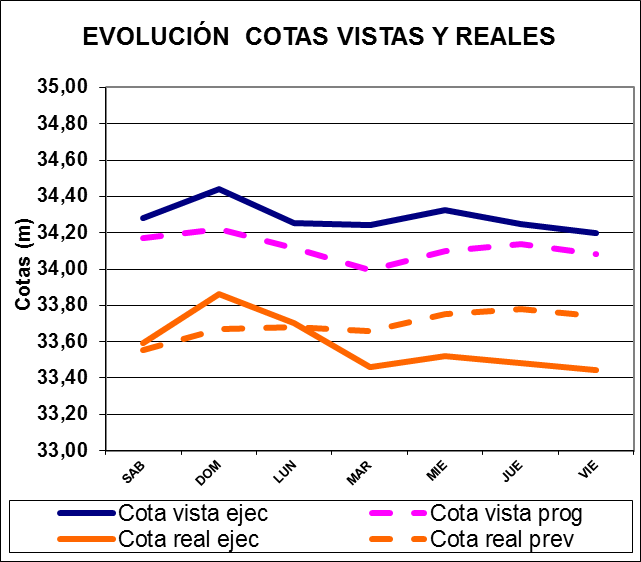 EVOLUCIÓN  COTAS VISTAS Y REALES
Cotas (m)
35,00
34,80
34,60
34,40
34,20
34,00
33,80
33,60
33,40
33,20
33,00
SAB DOM LUN MAR MIE JUE VIE
Cota vista ejec Cota vista prog
Cota real ejec Cota real prev